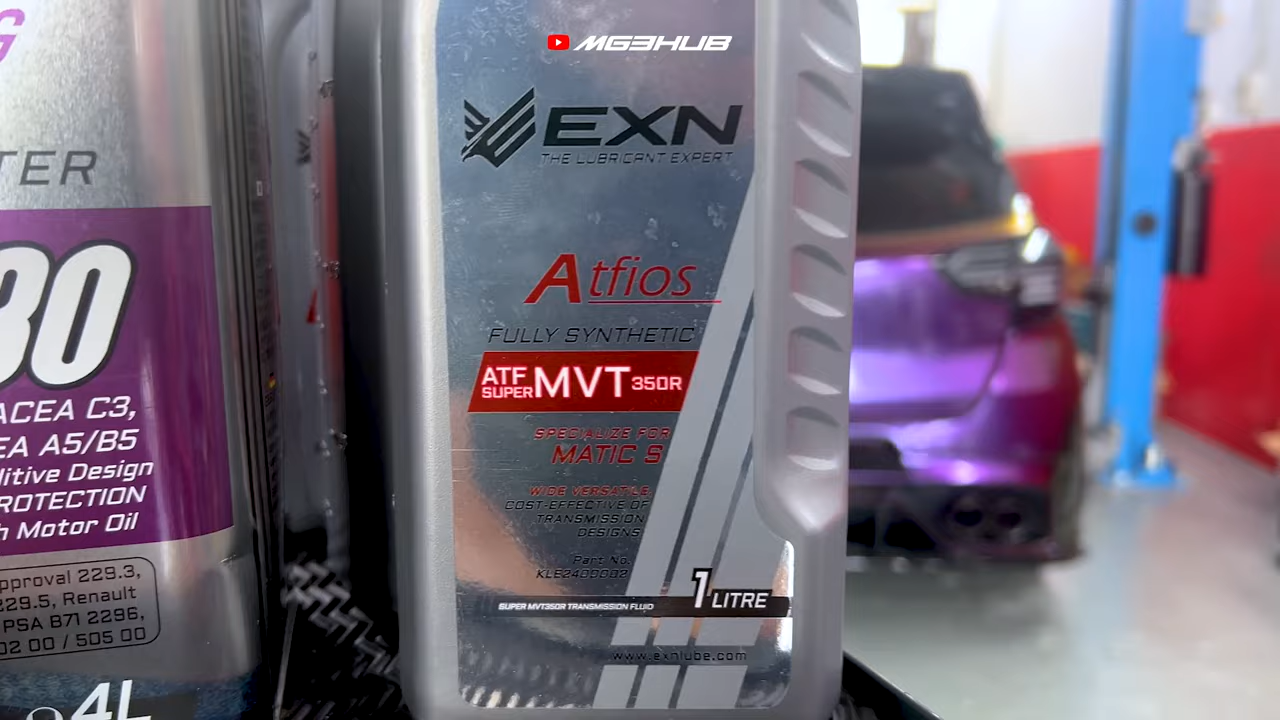 MG3HUB
EXN
THE LUBRICANT EXPERT
Atfios
FULLY SYNTHETIC
ATF SUPER MVT 350R
SPECIALIZE FOR
MATIC S
WIDE VERSATILE,
COST-EFFECTIVE OF
TRANSMISSION
DESIGNS
Part No.
SUPER MVT350R TRANSMISSION FLUID
1 LITRE
www.exnlube.com
G
TER
30
ACEA C3,
EA A5/B5
ditive Design
ROTECTION
h Motor Oil
pproval 229.3,
229.5, Renault
PSA B71 2296,
02 00 / 505 00
4L